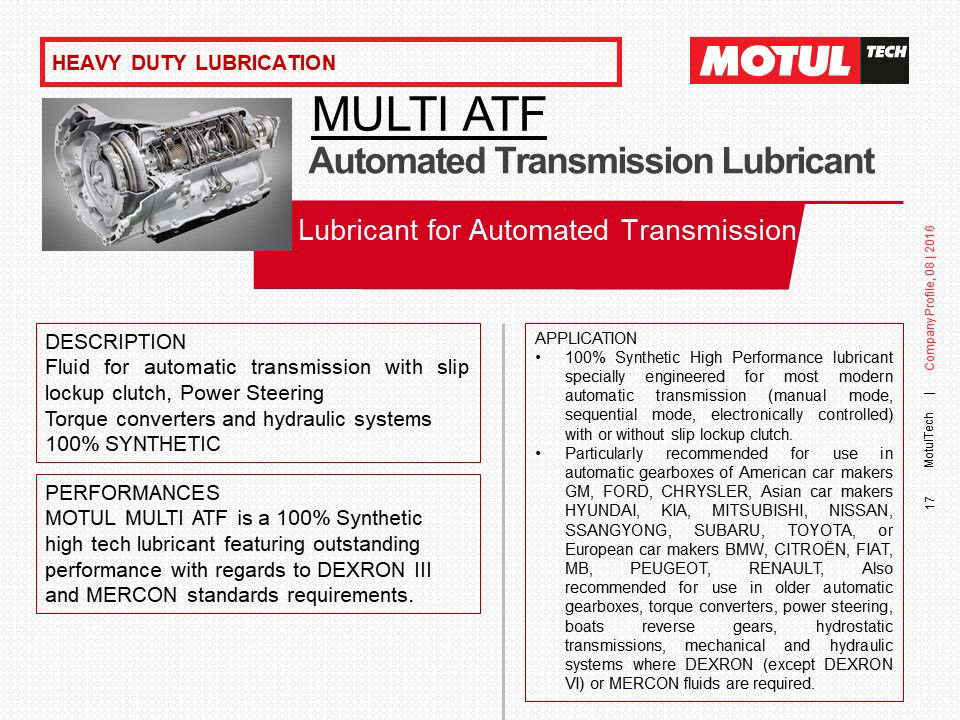 HEAVY DUTY LUBRICATION
MOTUL TECH
MULTI ATF
Automated Transmission Lubricant
Lubricant for Automated Transmission
DESCRIPTION
Fluid for automatic transmission with slip
lockup clutch, Power Steering
Torque converters and hydraulic systems
100% SYNTHETIC
PERFORMANCES
MOTUL MULTI ATF is a 100% Synthetic
high tech lubricant featuring outstanding
performance with regards to DEXRON III
and MERCON standards requirements.
APPLICATION
• 100% Synthetic High Performance lubricant
specially engineered for most modern
automatic transmission (manual mode,
sequential mode, electronically controlled)
with or without slip lockup clutch.
• Particularly recommended for use in
automatic gearboxes of American car makers
GM, FORD, CHRYSLER, Asian car makers
HYUNDAI, KIA, MITSUBISHI, NISSAN,
SSANGYONG, SUBARU, TOYOTA, or
European car makers BMW, CITROËN, FIAT,
MB, PEUGEOT, RENAULT, Also
recommended for use in older automatic
gearboxes, torque converters, power steering,
boats reverse gears, hydrostatic
transmissions, mechanical and hydraulic
systems where DEXRON (except DEXRON
VI) or MERCON fluids are required.
17 MotulTech | Company Profile, 08 | 2016